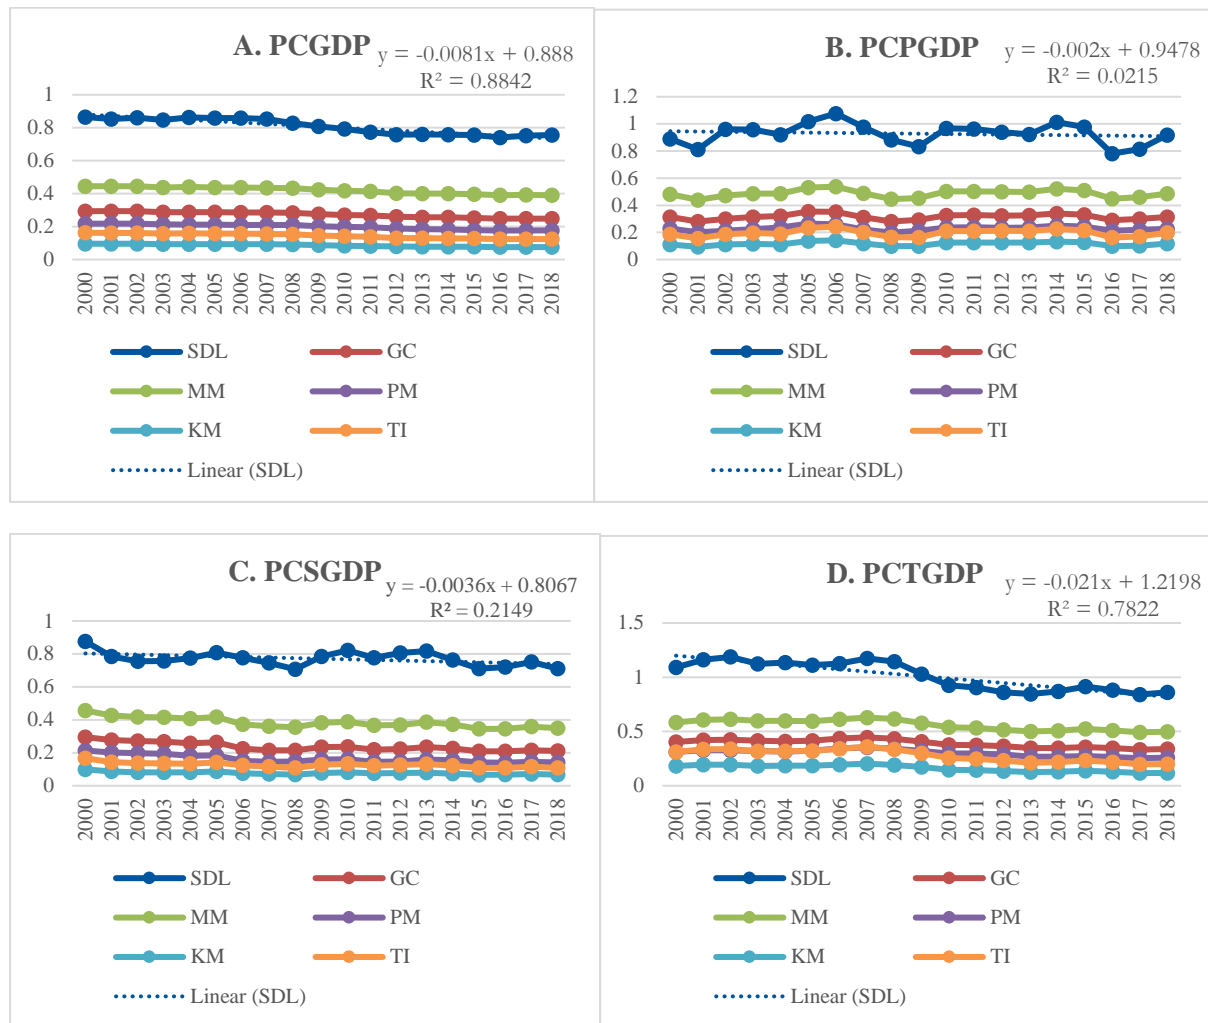 A. PCGDP
y = -0.0081x + 0.888
R² = 0.8842
1
0.8
0.6
0.4
0.2
0
2000 2001 2002 2003 2004 2005 2006 2007 2008 2009 2010 2011 2012 2013 2014 2015 2016 2017 2018
SDL GC
MM PM
KM TI
Linear (SDL)
B. PCPGDP
y = -0.002x + 0.9478
R² = 0.0215
1.2
1
0.8
0.6
0.4
0.2
0
2000 2001 2002 2003 2004 2005 2006 2007 2008 2009 2010 2011 2012 2013 2014 2015 2016 2017 2018
SDL GC
MM PM
KM TI
Linear (SDL)
C. PCSGDP
y = -0.0036x + 0.8067
R² = 0.2149
1
0.8
0.6
0.4
0.2
0
2000 2001 2002 2003 2004 2005 2006 2007 2008 2009 2010 2011 2012 2013 2014 2015 2016 2017 2018
SDL GC
MM PM
KM TI
Linear (SDL)
D. PCTGDP
y = -0.021x + 1.2198
R² = 0.7822
1.5
1
0.5
0
2000 2001 2002 2003 2004 2005 2006 2007 2008 2009 2010 2011 2012 2013 2014 2015 2016 2017 2018
SDL GC
MM PM
KM TI
Linear (SDL)